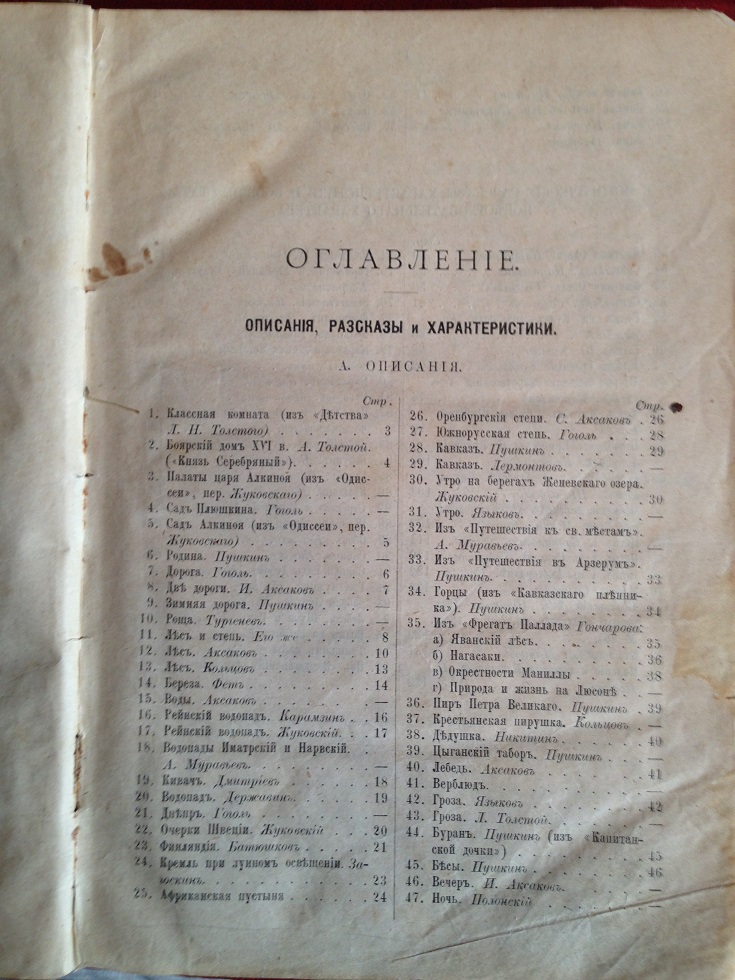 ОГЛАВЛЕНІЕ.
ОПИСАНІЯ, РАЗСКАЗЫ и ХАРАКТЕРИСТИКИ.
А. ОПИСАНІЯ.
Стр.
1. Классная комната (изъ «Дѣтства»
Л. Н. Толстого) . . . . . . . . 3
2. Боярскій домъ XVI в. А. Толстой.
(«Князь Серебряный»). . . . . . 4
3. Палаты царя Алкиноя (изъ «Одис-
сеи», пер. Жуковскаго) . . . . . —
4. Садъ Плюшкина. Гоголь . . . . . —
5. Садъ Алкиноя (изъ «Одиссеи», пер.
Жуковскаго) . . . . . . . . . 5
6. Родина. Пушкинъ . . . . . . . —
7. Дорога. Гоголь. . . . . . . . . 6
8. Двѣ дороги. И. Аксаковъ . . . . 7
9. Зимняя дорога. Пушкинъ . . . . —
10. Роща. Тургеневъ. . . . . . . . —
11. Лѣсъ и степь. Его же . . . . . 8
12. Лѣсъ. Аксаковъ . . . . . . . . 10
13. Лѣсъ. Кольцовъ . . . . . . . . 13
14. Береза. Фетъ . . . . . . . . . 14
15. Воды. Аксаковъ . . . . . . . . —
16. Рейнскій водопадъ. Карамзинъ . . 16
17. Рейнскій водопадъ. Жуковскій. . . 17
18. Водопады Иматрскій и Нарвскій. .
А. Муравьевъ. . . . . . . . . —
19. Кивачъ. Дмитріевъ . . . . . . 18
20. Водопадъ. Державинъ. . . . . . 19
21. Днѣпръ. Гоголь . . . . . . . . —
22. Очерки Швеціи. Жуковскій . . . 20
23. Финляндія. Батюшковъ . . . . . 21
24. Кремль при лунномъ освѣщеніи. За-
госкинъ. . . . . . . . . . . . 23
25. Африканская пустыня . . . . . . 24
Стр.
26. Оренбургскія степи. С. Аксаковъ . 26
27. Южнорусская степь. Гоголь . . . 28
28. Кавказъ. Пушкинъ . . . . . . . 29
29. Кавказъ. Лермонтовъ. . . . . . —
30. Утро на берегахъ Женевскаго озера.
Жуковскій . . . . . . . . . . 30
31. Утро. Языковъ. . . . . . . . . —
32. Изъ «Путешествія къ св. мѣстамъ».
А. Муравьевъ. . . . . . . . . —
33. Изъ «Путешествія въ Арзерумъ».
Пушкинъ. . . . . . . . . . . 33
34. Горцы (изъ «Кавказскаго плѣнни-
ка»). Пушкинъ . . . . . . . . 34
35. Изъ «Фрегатъ Паллада» Гончарова:
а) Яванскій лѣсъ. . . . . . . . 35
б) Нагасаки. . . . . . . . . . 36
в) Окрестности Маниллы . . . . 38
г) Природа и жизнь на Люсонѣ . . —
36. Пиръ Петра Великаго. Пушкинъ 39
37. Крестьянская пирушка. Кольцовъ . —
38. Дѣдушка. Никитинъ . . . . . . 40
39. Цыганскій таборъ. Пушкинъ . . . —
40. Лебедь. Аксаковъ . . . . . . . 41
41. Верблюдъ. . . . . . . . . . . —
42. Гроза. Языковъ . . . . . . . . 42
43. Гроза. Л. Толстой. . . . . . . —
44. Буранъ. Пушкинъ (изъ «Капитан-
ской дочки») . . . . . . . . . 45
45. Бѣсы. Пушкинъ . . . . . . . . 46
46. Вечеръ. И. Аксаковъ. . . . . . —
47. Ночь. Полонскій . . . . . . . —